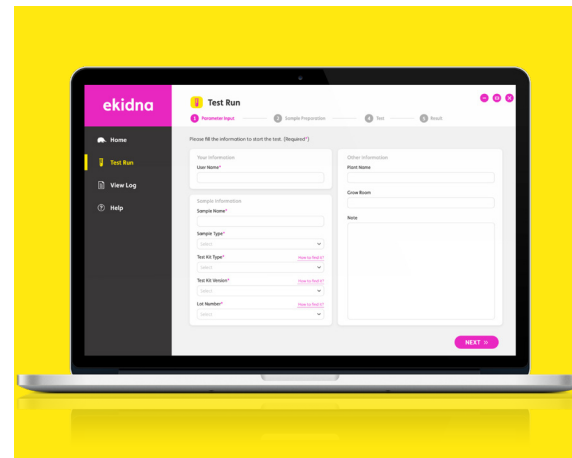 ekidna
Home
Test Run
View Log
Help
Test Run
1 Parameter Input
Sample Preparation
Test
Result
Please fill the information to start the test. [Required*]
Your Information
User Name*
Sample Information
Sample Name*
Sample Type*
Select
Test Kit Type*
How to find it?
Select
Test Kit Version*
How to find it?
Select
Lot Number*
How to find it?
Select
Other Information
Plant Name
Grow Room
Note
NEXT »